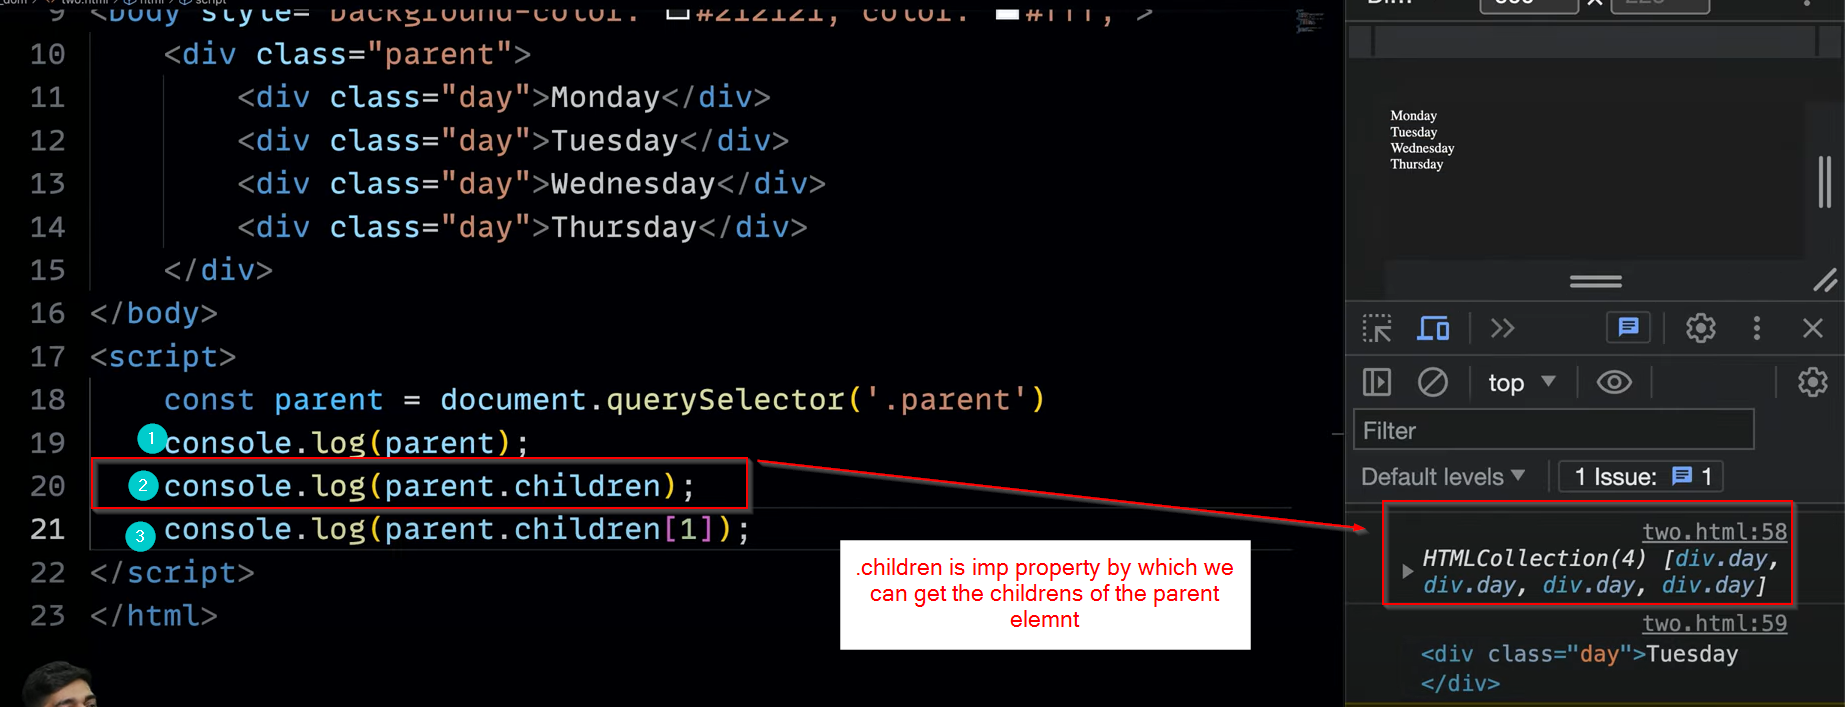 two.html html script
9 <body style="background-color: #212121; color: #fff;">
10 <div class="parent">
11 <div class="day">Monday</div>
12 <div class="day">Tuesday</div>
13 <div class="day">Wednesday</div>
14 <div class="day">Thursday</div>
15 </div>
16 </body>
17 <script>
18 const parent = document.querySelector('.parent')
1
19 console.log(parent);
2
20 console.log(parent.children);
3
21 console.log(parent.children[1]);
22 </script>
23 </html>
.children is imp property by which we
can get the childrens of the parent
elemnt
Monday
Tuesday
Wednesday
Thursday
top
Filter
Default levels 1 Issue: 1
two.html:58
HTMLCollection(4) [div.day,
div.day, div.day, div.day]
two.html:59
<div class="day">Tuesday
</div>